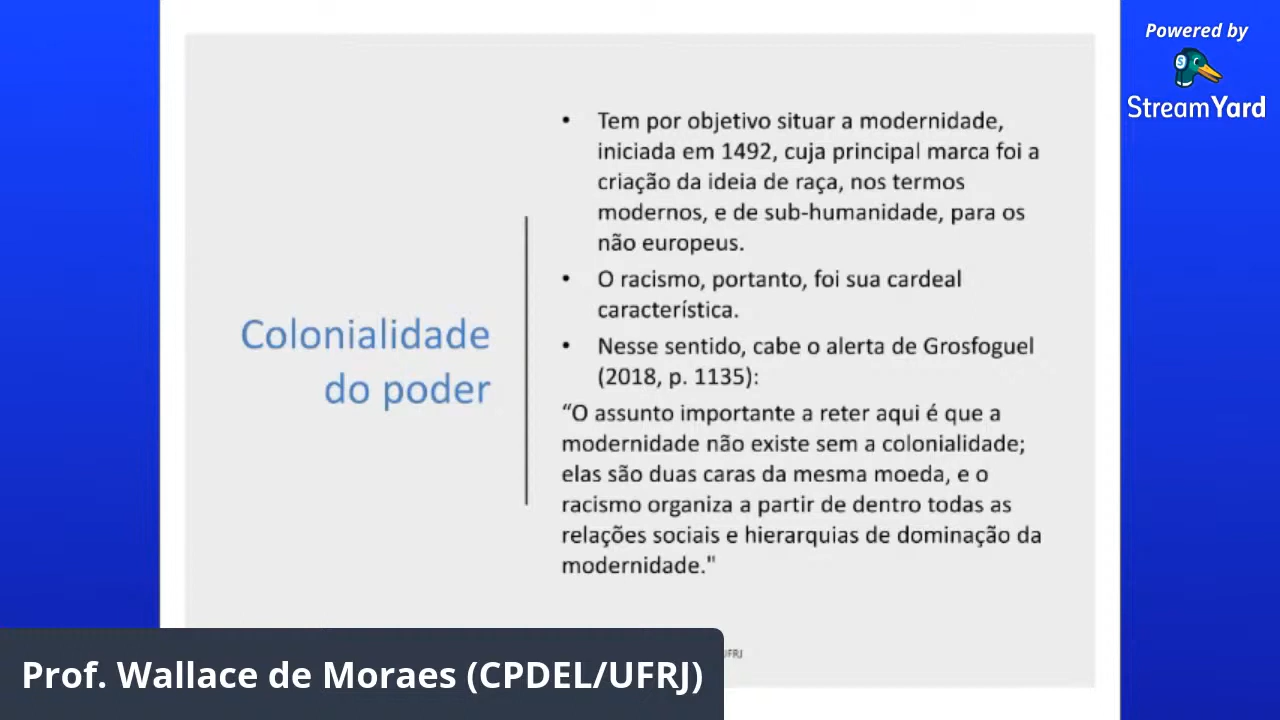 Powered by
StreamYard
Tem por objetivo situar a modernidade,
iniciada em 1492, cuja principal marca foi a
criação da ideia de raça, nos termos
modernos, e de sub-humanidade, para os
não europeus.
O racismo, portanto, foi sua cardeal
característica.
Nesse sentido, cabe o alerta de Grosfoguel
(2018, p. 1135):
“O assunto importante a reter aqui é que a
modernidade não existe sem a colonialidade;
elas são duas caras da mesma moeda, e o
racismo organiza a partir de dentro todas as
relações sociais e hierarquias de dominação da
modernidade."
Colonialidade
do poder
Prof. Wallace de Moraes (CPDEL/UFRJ)